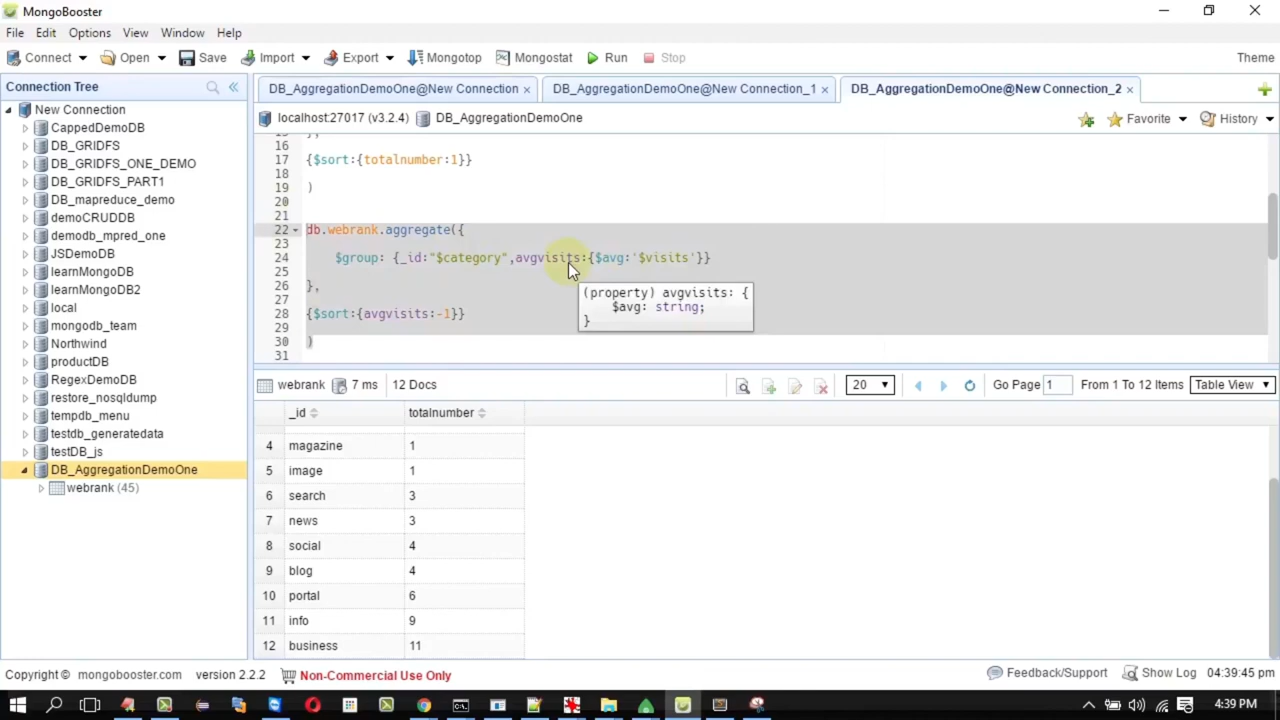 MongoBooster
File Edit Options View Window Help
Connect Open Save Import Export Mongotop Mongostat Run Stop Theme
Connection Tree
DB_AggregationDemoOne@New Connection × DB_AggregationDemoOne@New Connection_1 × DB_AggregationDemoOne@New Connection_2 ×
New Connection
CappedDemoDB
DB_GRIDFS
DB_GRIDFS_ONE_DEMO
DB_GRIDFS_PART1
DB_mapreduce_demo
demoCRUDDB
demodb_mpred_one
JSDemoDB
learnMongoDB
learnMongoDB2
local
mongodb_team
Northwind
productDB
RegexDemoDB
restore_nosqldump
tempdb_menu
testdb_generatedata
testDB_js
DB_AggregationDemoOne
webrank (45)
localhost:27017 (v3.2.4) DB_AggregationDemoOne Favorite History
16
17 {$sort:{totalnumber:1}}
18
19 )
20
21
22 db.webrank.aggregate({
23
24 $group: {_id:"$category",avgvisits:{$avg:'$visits'}}
25
26 },
27
28 {$sort:{avgvisits:-1}}
29
30 )
31
(property) avgvisits: {
$avg: string;
}
webrank 7 ms 12 Docs 20 Go Page 1 From 1 To 12 Items Table View
_id totalnumber
4 magazine 1
5 image 1
6 search 3
7 news 3
8 social 4
9 blog 4
10 portal 6
11 info 9
12 business 11
Copyright © mongobooster.com version 2.2.2 Non-Commercial Use Only Feedback/Support Show Log 04:39:45 pm
4:39 PM